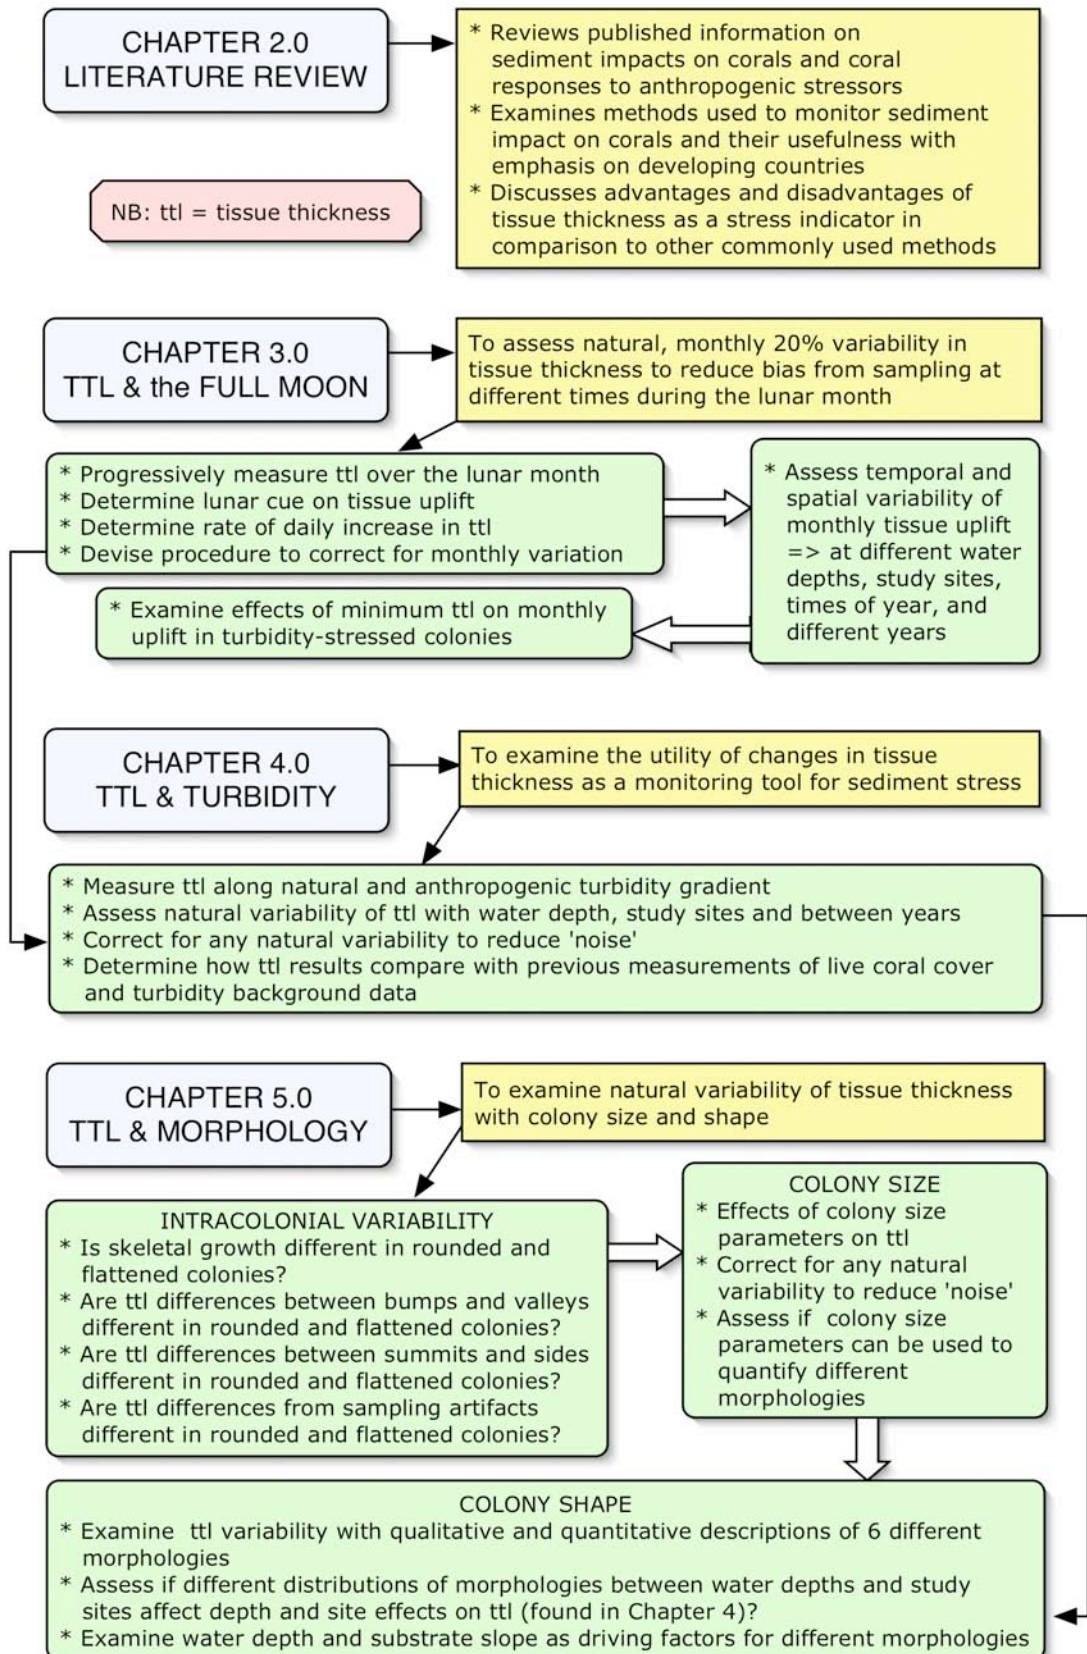 CHAPTER 2.0
LITERATURE REVIEW
* Reviews published information on
sediment impacts on corals and coral
responses to anthropogenic stressors
* Examines methods used to monitor sediment
impact on corals and their usefulness with
emphasis on developing countries
* Discusses advantages and disadvantages of
tissue thickness as a stress indicator in
comparison to other commonly used methods
NB: ttl = tissue thickness
CHAPTER 3.0
TTL & the FULL MOON
To assess natural, monthly 20% variability in
tissue thickness to reduce bias from sampling at
different times during the lunar month
* Progressively measure ttl over the lunar month
* Determine lunar cue on tissue uplift
* Determine rate of daily increase in ttl
* Devise procedure to correct for monthly variation
* Assess temporal and
spatial variability of
monthly tissue uplift
=> at different water
depths, study sites,
times of year, and
different years
* Examine effects of minimum ttl on monthly
uplift in turbidity-stressed colonies
CHAPTER 4.0
TTL & TURBIDITY
To examine the utility of changes in tissue
thickness as a monitoring tool for sediment stress
* Measure ttl along natural and anthropogenic turbidity gradient
* Assess natural variability of ttl with water depth, study sites and between years
* Correct for any natural variability to reduce 'noise'
* Determine how ttl results compare with previous measurements of live coral cover
and turbidity background data
CHAPTER 5.0
TTL & MORPHOLOGY
To examine natural variability of tissue thickness
with colony size and shape
INTRACOLONIAL VARIABILITY
* Is skeletal growth different in rounded and
flattened colonies?
* Are ttl differences between bumps and valleys
different in rounded and flattened colonies?
* Are ttl differences between summits and sides
different in rounded and flattened colonies?
* Are ttl differences from sampling artifacts
different in rounded and flattened colonies?
COLONY SIZE
* Effects of colony size
parameters on ttl
* Correct for any natural
variability to reduce 'noise'
* Assess if colony size
parameters can be used to
quantify different
morphologies
COLONY SHAPE
* Examine ttl variability with qualitative and quantitative descriptions of 6 different
morphologies
* Assess if different distributions of morphologies between water depths and study
sites affect depth and site effects on ttl (found in Chapter 4)?
* Examine water depth and substrate slope as driving factors for different morphologies